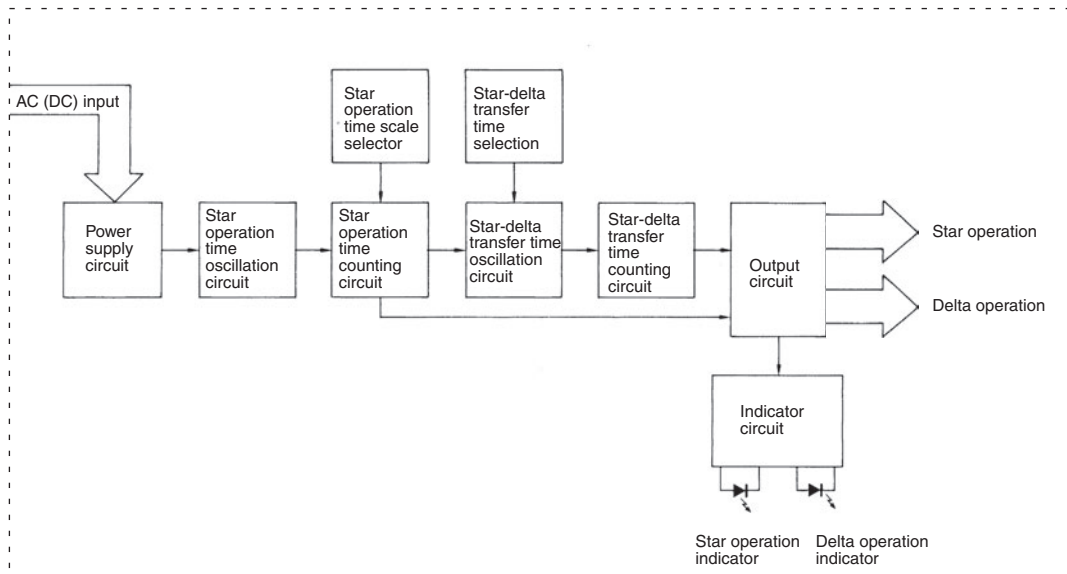 AC (DC) input
Star
operation
time scale
selector
Star-delta
transfer
time
selection
Power
supply
circuit
Star
operation
time
oscillation
circuit
Star
operation
time
counting
circuit
Star-delta
transfer time
oscillation
circuit
Star-delta
transfer
time
counting
circuit
Output
circuit
Star operation
Delta operation
Indicator
circuit
Star operation
indicator
Delta operation
indicator